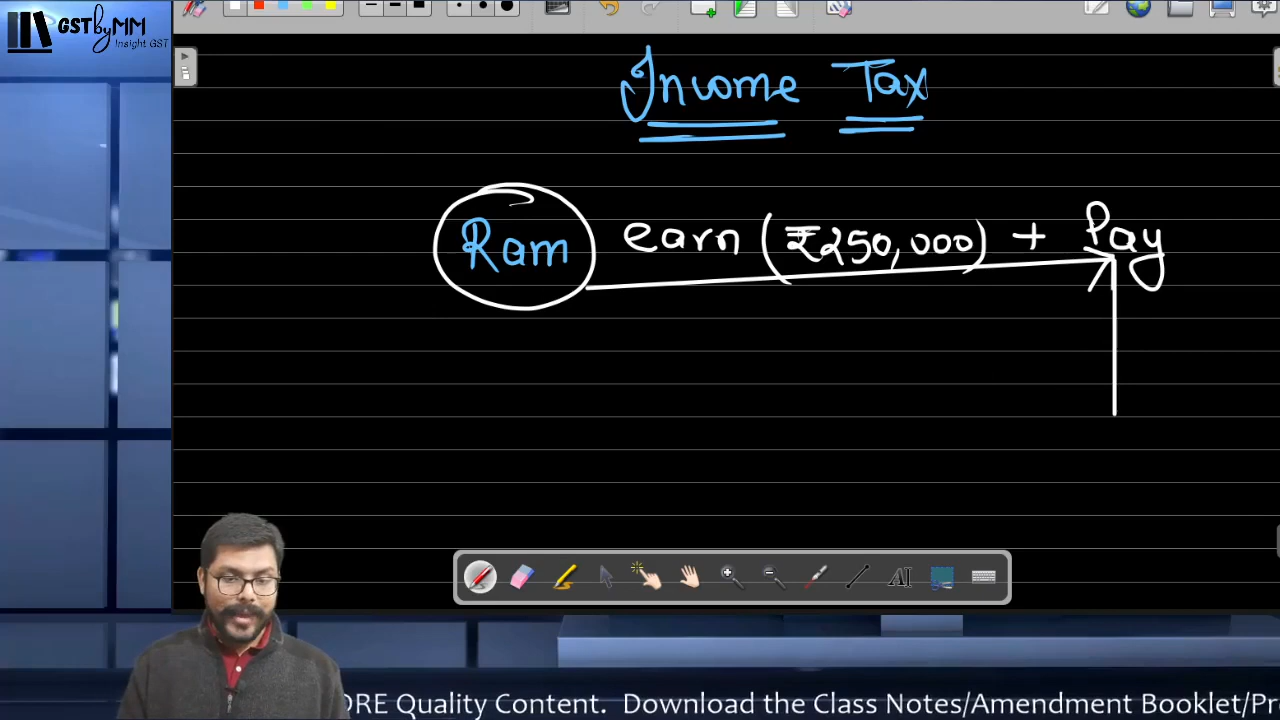 GSTbyMM
Insight GST
Income Tax
Ram earn (₹250,000) + Pay
AI
ORE Quality Content. Download the Class Notes/Amendment Booklet/Pr